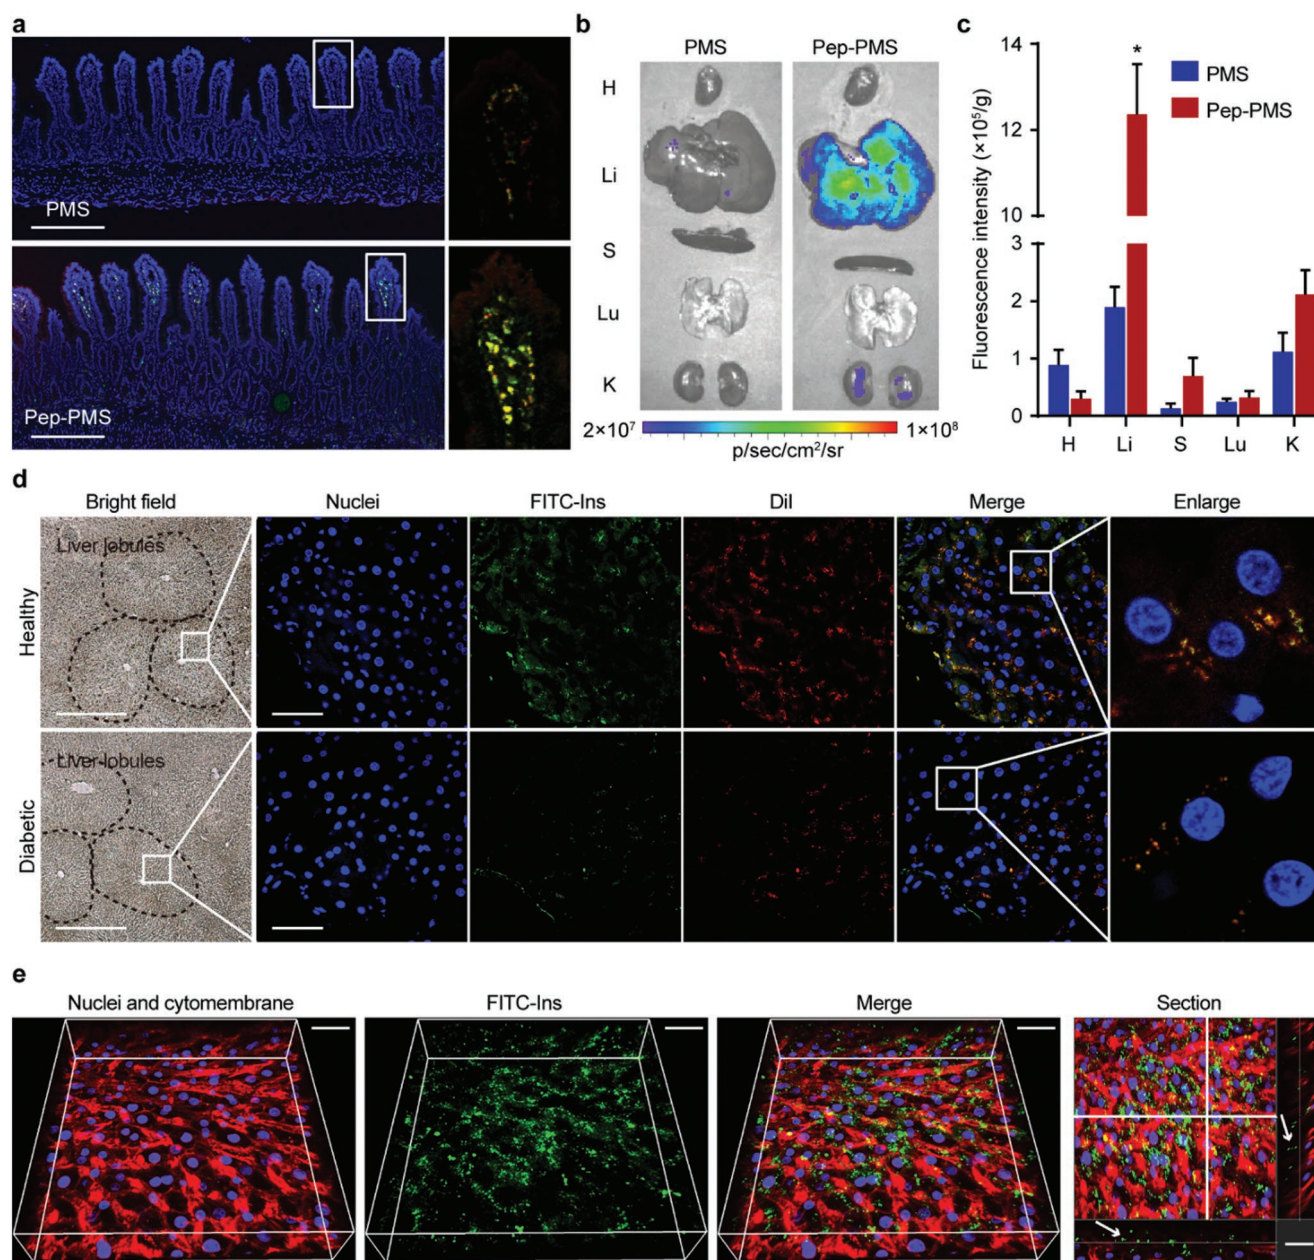 a
PMS
Pep-PMS
b
PMS
Pep-PMS
H
Li
S
Lu
K
2×10⁷
1×10⁸
p/sec/cm²/sr
c
Fluorescence intensity (×10⁵/g)
14
12
10
3
2
1
0
*
PMS
Pep-PMS
H
Li
S
Lu
K
d
Bright field
Nuclei
FITC-Ins
DiI
Merge
Enlarge
Healthy
Liver lobules
Diabetic
Liver lobules
e
Nuclei and cytomembrane
FITC-Ins
Merge
Section